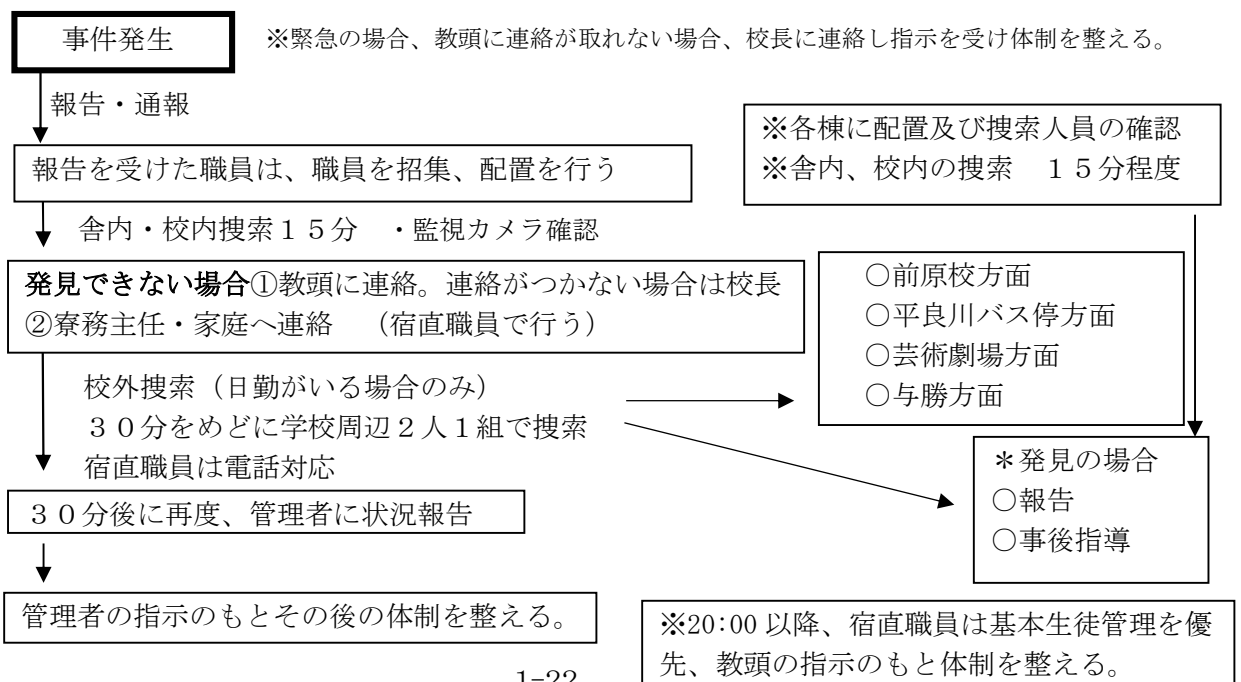 事件発生
※緊急の場合、教頭に連絡が取れない場合、校長に連絡し指示を受け体制を整える。
報告・通報
※各棟に配置及び捜索人員の確認
※舎内、校内の捜索　１５分程度
報告を受けた職員は、職員を招集、配置を行う
舎内・校内捜索１５分　・監視カメラ確認
発見できない場合①教頭に連絡。連絡がつかない場合は校長
②寮務主任・家庭へ連絡　（宿直職員で行う）
○前原校方面
○平良川バス停方面
○芸術劇場方面
○与勝方面
校外捜索（日勤がいる場合のみ）
３０分をめどに学校周辺２人１組で捜索
宿直職員は電話対応
＊発見の場合
○報告
○事後指導
３０分後に再度、管理者に状況報告
管理者の指示のもとその後の体制を整える。
※20:00 以降、宿直職員は基本生徒管理を優
先、教頭の指示のもと体制を整える。
1-22